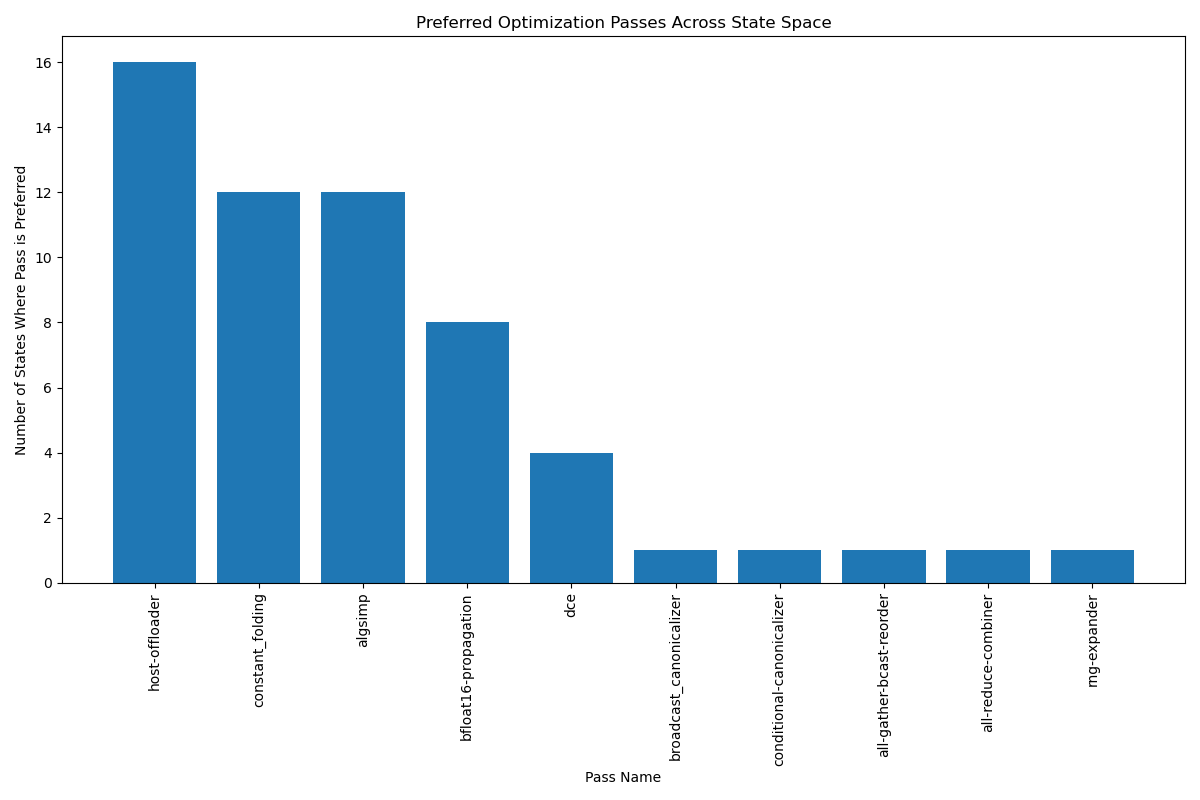 Preferred Optimization Passes Across State Space
Number of States Where Pass is Preferred
16
14
12
10
8
6
4
2
0
host-offloader
constant_folding
algsimp
bfloat16-propagation
dce
broadcast_canonicalizer
conditional-canonicalizer
all-gather-bcast-reorder
all-reduce-combiner
rng-expander
Pass Name